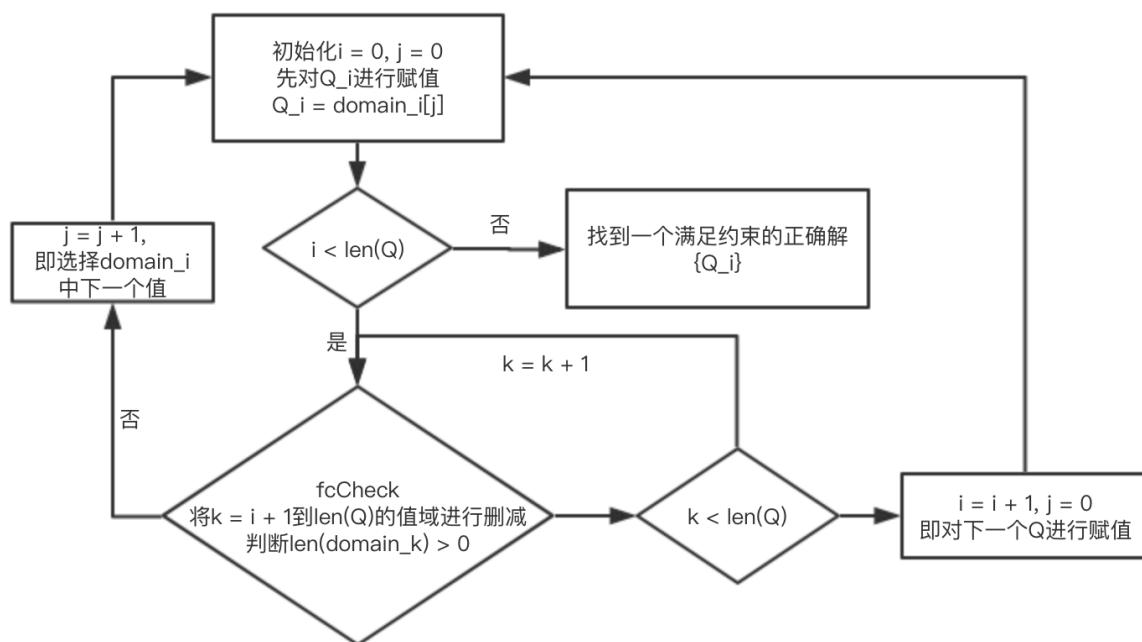 初始化i = 0, j = 0
先对Q_i进行赋值
Q_i = domain_i[j]
j = j + 1,
即选择domain_i
中下一个值
i < len(Q)
否
找到一个满足约束的正确解
{Q_i}
是
k = k + 1
否
fcCheck
将k = i + 1到len(Q)的值域进行删减
判断len(domain_k) > 0
k < len(Q)
i = i + 1, j = 0
即对下一个Q进行赋值